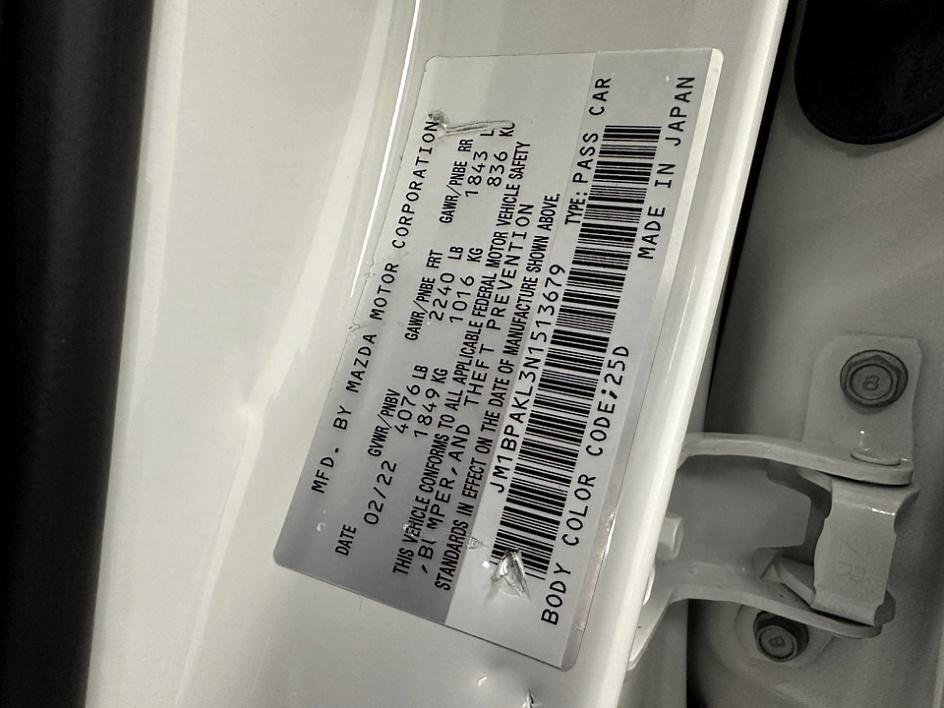 MFD. BY MAZDA MOTOR CORPORATION
DATE GVWR/PNBV GAWR/PNBE FRT GAWR/PNBE RR
02/22 4076 LB 2240 LB 1843
1849 KG 1016 KG 836 KG
THIS VEHICLE CONFORMS TO ALL APPLICABLE FEDERAL MOTOR VEHICLE SAFETY
, AND THEFT PREVENTION
STANDARDS IN EFFECT ON THE DATE OF MANUFACTURE SHOWN ABOVE.
JM1BPAKL3N1513679 TYPE: PASS CAR
BODY COLOR CODE;25D MADE IN JAPAN